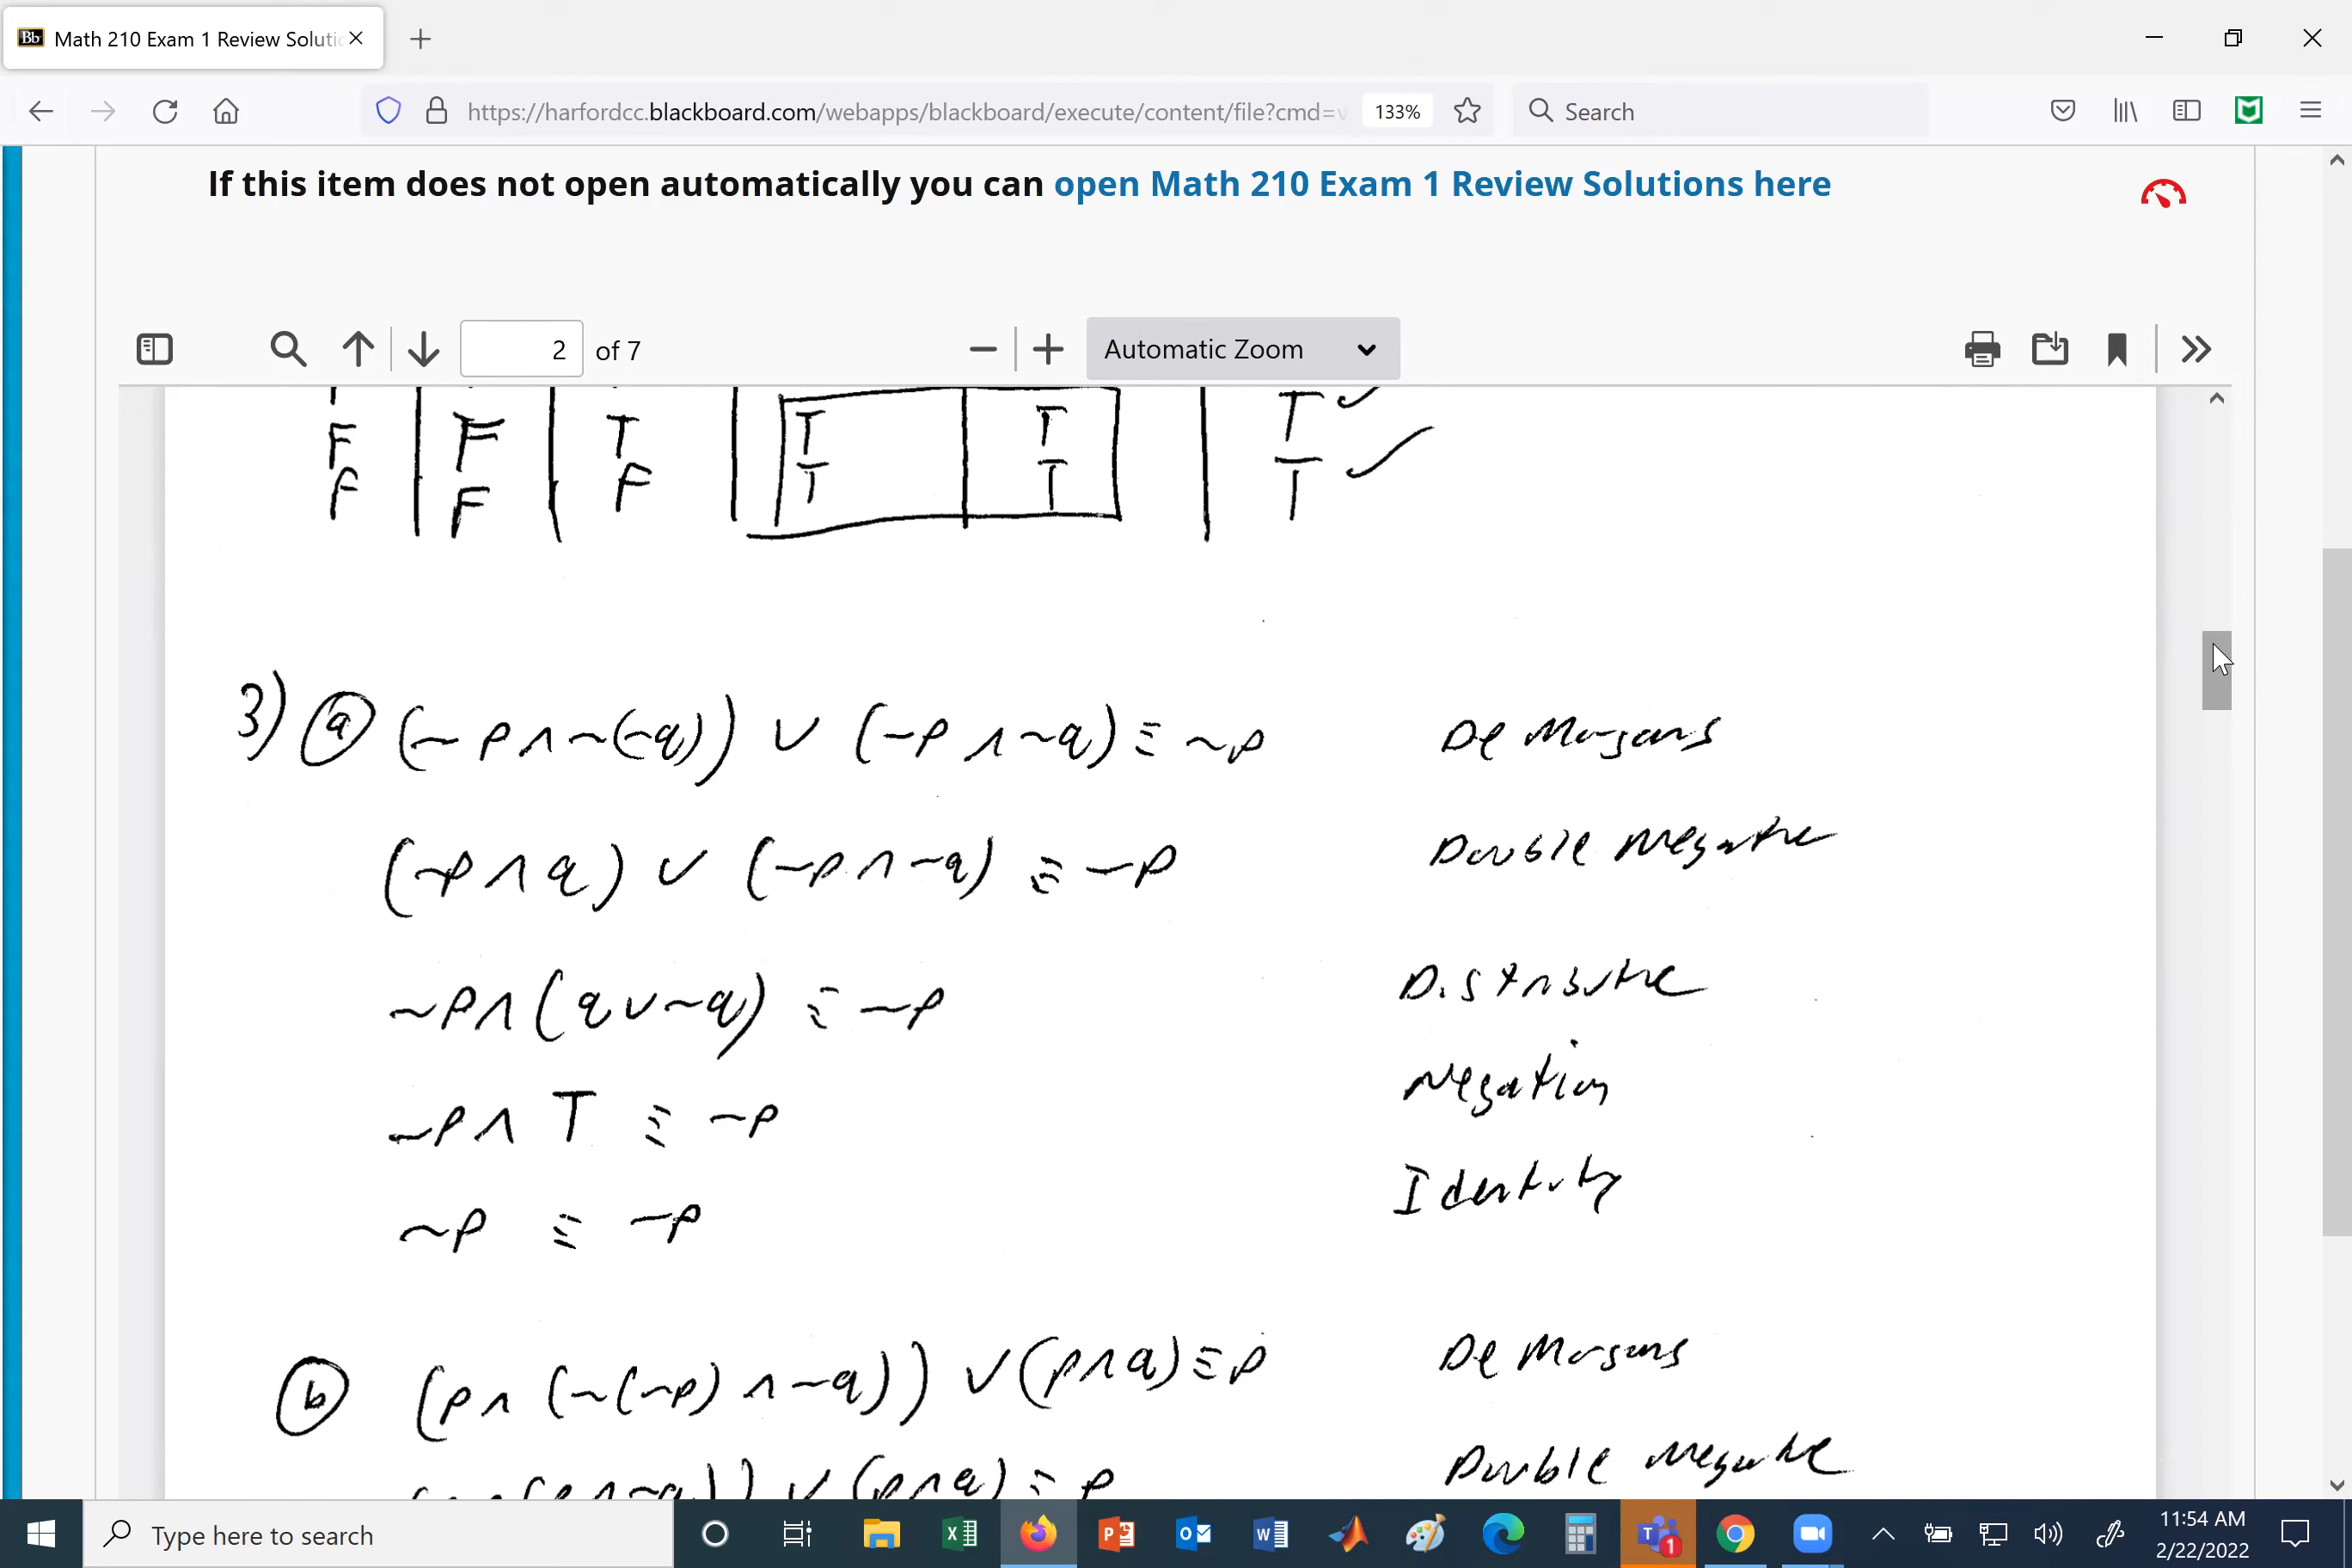 Math 210 Exam 1 Review Soluti
https://harfordcc.blackboard.com/webapps/blackboard/execute/content/file?cmd=v
133%
Search
If this item does not open automatically you can open Math 210 Exam 1 Review Solutions here
2 of 7
Automatic Zoom
F F T T T T
F F F T T T
3) a (~p∧~(~q)) ∨ (~p∧~q) ≡ ~p De Morgans
(~p∧q) ∨ (~p∧~q) ≡ ~p Double Negative
~p∧(q∨~q) ≡ ~p Distributive
~p∧T ≡ ~p Negation
~p ≡ ~p Identity
b (p∧(~(~p)∧~q)) ∨ (p∧q) ≡ p De Morgans
∨ (p∧q) ≡ p Double Negative
Type here to search
11:54 AM
2/22/2022